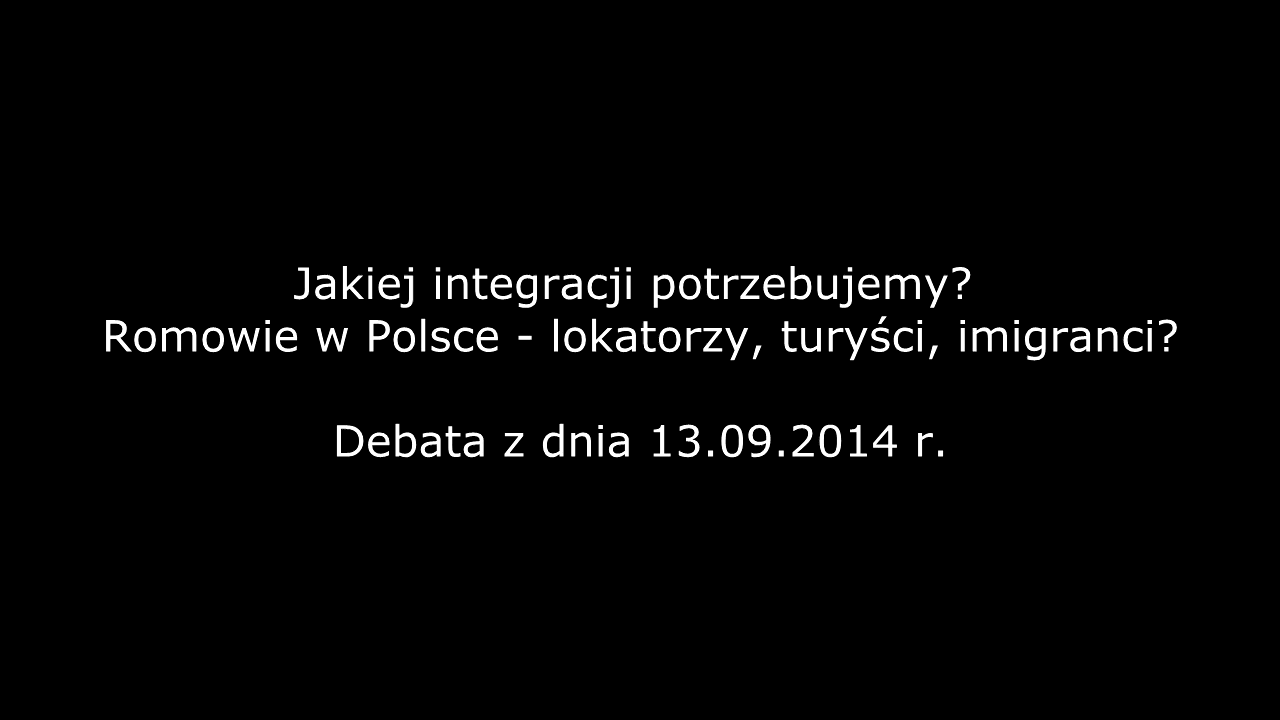 Jakiej integracji potrzebujemy?
Romowie w Polsce - lokatorzy, turyści, imigranci?
Debata z dnia 13.09.2014 r.